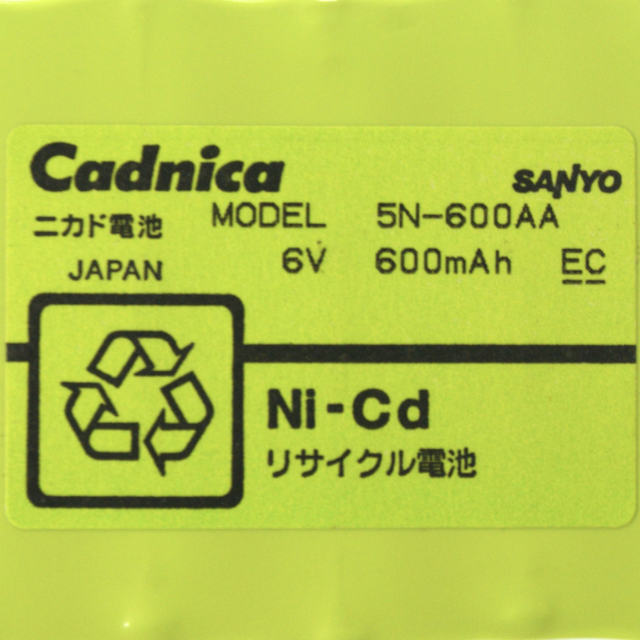 Cadnica
SANYO
ニカド電池 MODEL 5N-600AA
JAPAN 6V 600mAh EC
Ni-Cd
リサイクル電池